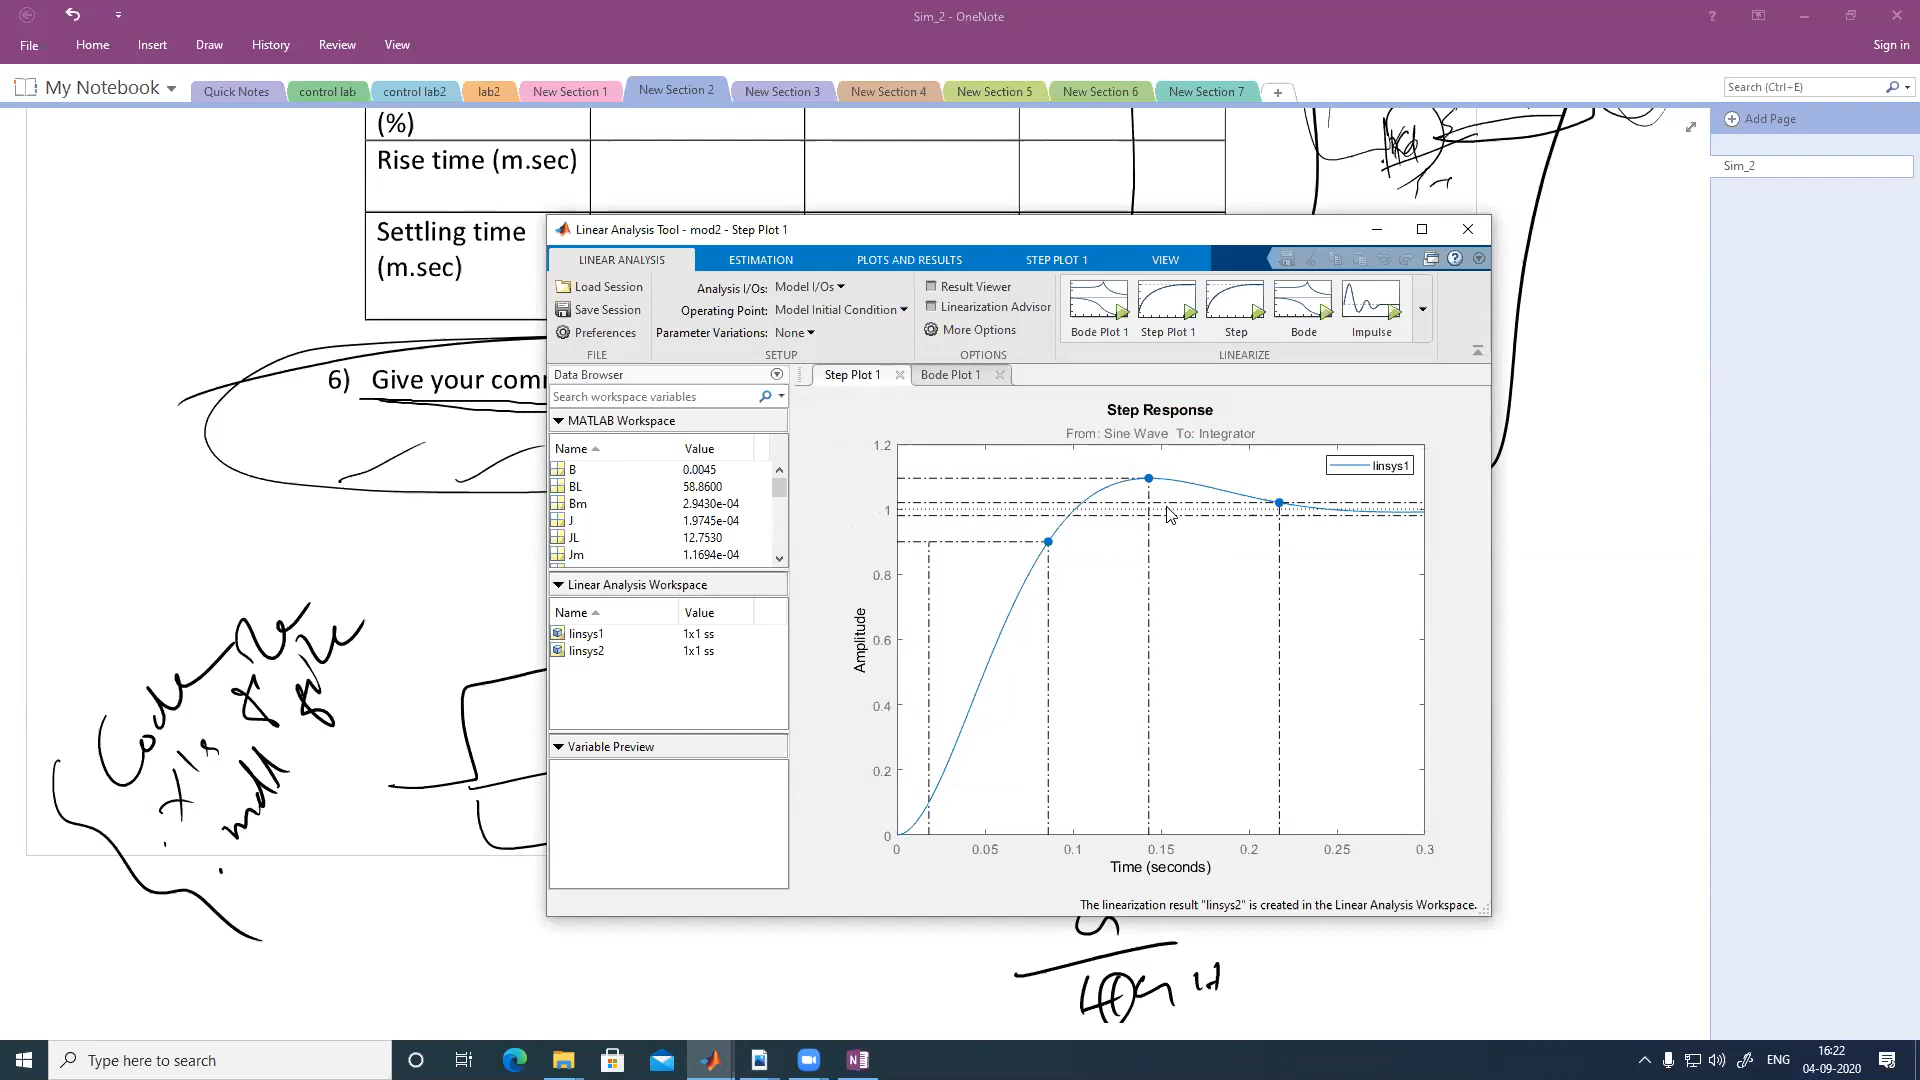 Sim_2 - OneNote
File
Home
Insert
Draw
History
Review
View
Sign in
My Notebook
Quick Notes
control lab
control lab2
lab2
New Section 1
New Section 2
New Section 3
New Section 4
New Section 5
New Section 6
New Section 7
Search (Ctrl+E)
Add Page
Sim_2
(%)
Rise time (m.sec)
Settling time
(m.sec)
6) Give your com
Linear Analysis Tool - mod2 - Step Plot 1
LINEAR ANALYSIS
ESTIMATION
PLOTS AND RESULTS
STEP PLOT 1
VIEW
Load Session
Save Session
Preferences
FILE
Analysis I/Os: Model I/Os
Operating Point: Model Initial Condition
Parameter Variations: None
SETUP
Result Viewer
Linearization Advisor
More Options
OPTIONS
Bode Plot 1
Step Plot 1
Step
Bode
Impulse
LINEARIZE
Data Browser
Search workspace variables
MATLAB Workspace
Name Value
B 0.0045
BL 58.8600
Bm 2.9430e-04
J 1.9745e-04
JL 12.7530
Jm 1.1694e-04
Linear Analysis Workspace
Name Value
linsys1 1x1 ss
linsys2 1x1 ss
Variable Preview
Step Plot 1
Bode Plot 1
Step Response
From: Sine Wave To: Integrator
linsys1
1.2
1
0.8
0.6
0.4
0.2
0
Amplitude
0 0.05 0.1 0.15 0.2 0.25 0.3
Time (seconds)
The linearization result "linsys2" is created in the Linear Analysis Workspace.
Type here to search
ENG
16:22
04-09-2020